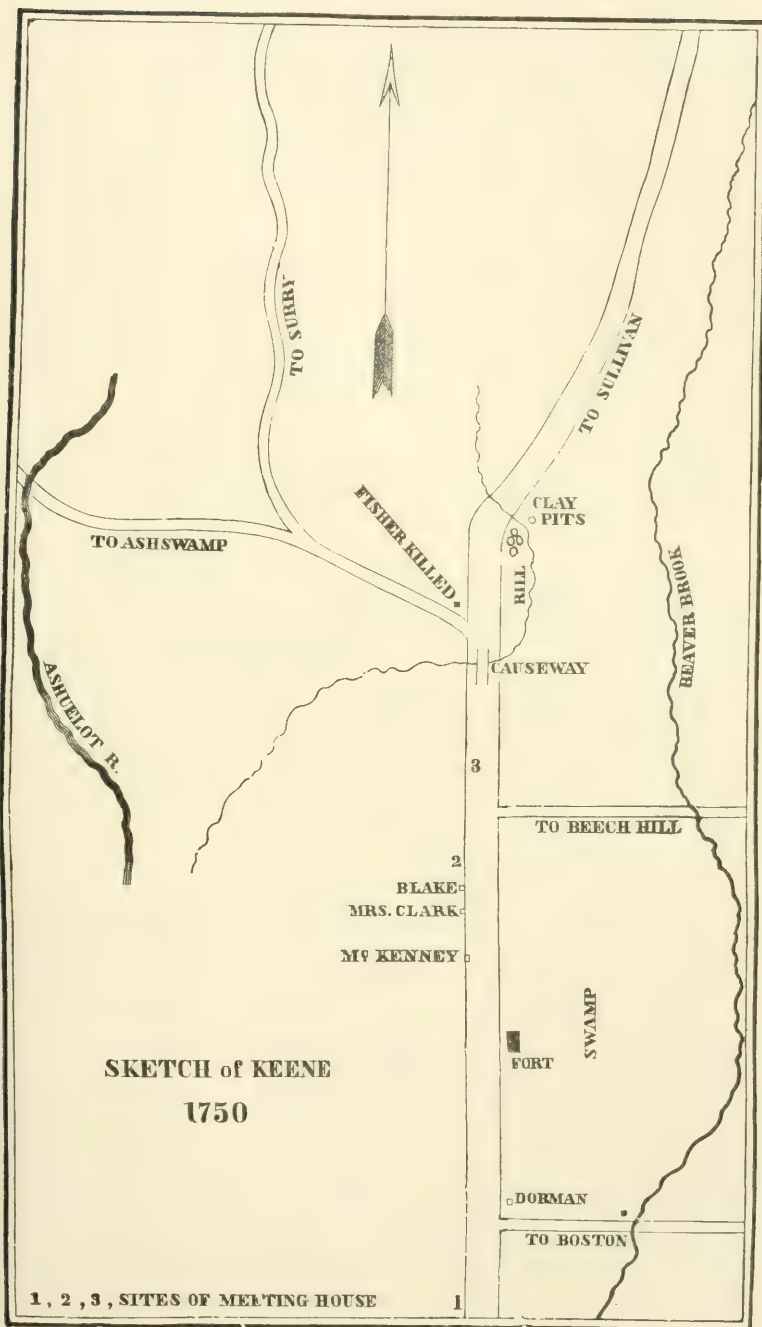 TO SURRY
TO SULLIVAN
CLAY
PITS
FISHER KILLED.
TO ASHSWAMP
RILL
BEAVER BROOK
CAUSEWAY
ASHUELOT R.
3
TO BEECH HILL
2
BLAKE
MRS. CLARK
Mc KENNEY
SWAMP
FORT
SKETCH of KEENE
1750
DORMAN
TO BOSTON
1, 2, 3, SITES OF MEETING HOUSE
1